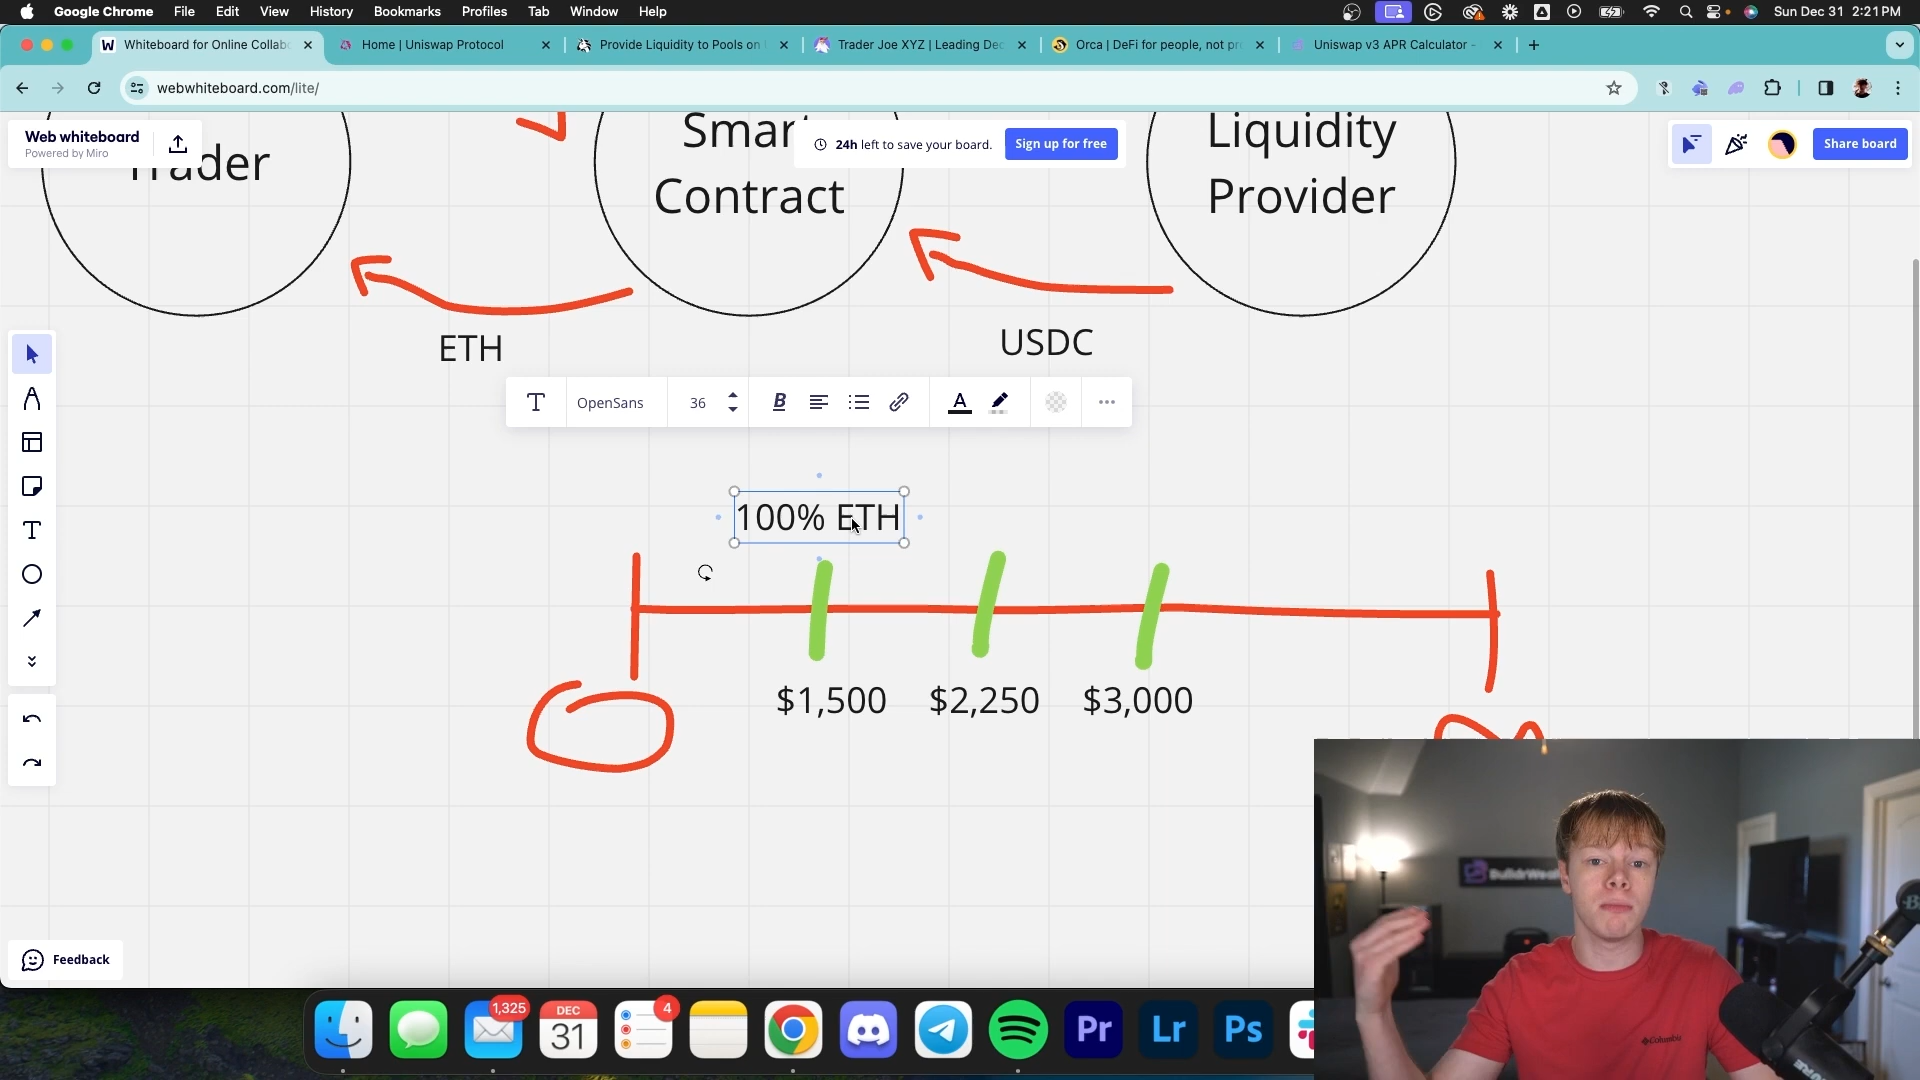 Google Chrome File Edit View History Bookmarks Profiles Tab Window Help Sun Dec 31 2:21 PM
Whiteboard for Online Collabo Home | Uniswap Protocol Provide Liquidity to Pools on Trader Joe XYZ | Leading Dec Orca | DeFi for people, not pr Uniswap v3 APR Calculator -
webwhiteboard.com/lite/
Web whiteboard
Powered by Miro
24h left to save your board. Sign up for free
Share board
Trader
Smart
Contract
Liquidity
Provider
ETH
USDC
OpenSans 36 B A
100% ETH
$1,500 $2,250 $3,000
Feedback
1,325
DEC
31
4
Pr Lr Ps
Columbia